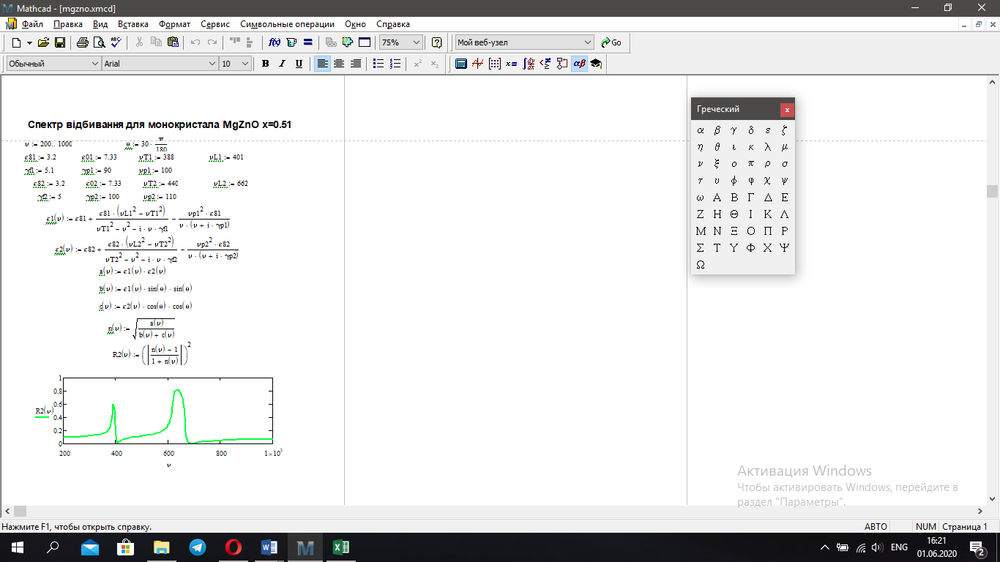 Mathcad - [mgzno.xmcd]
Файл Правка Вид Вставка Формат Сервис Символьные операции Окно Справка
75% Мой веб-узел Go
Обычный Arial 10 B I U
Спектр відбивання для монокристала MgZnO x=0.51
ν := 200.. 1000 θ := 30 · π/180
ε81 := 3.2 ε01 := 7.33 νT1 := 388 νL1 := 401
γf1 := 5.1 γp1 := 90 νp1 := 100
ε82 := 3.2 ε02 := 7.33 νT2 := 440 νL2 := 662
γf2 := 5 γp2 := 100 νp2 := 110
ε1(ν) := ε81 + ε81 · (νL1² − νT1²) / (νT1² − ν² − i · ν · γf1) − νp1² · ε81 / (ν · (ν + i · γp1))
ε2(ν) := ε82 + ε82 · (νL2² − νT2²) / (νT2² − ν² − i · ν · γf2) − νp2² · ε82 / (ν · (ν + i · γp2))
a(ν) := ε1(ν) · ε2(ν)
b(ν) := ε1(ν) · sin(θ) · sin(θ)
c(ν) := ε2(ν) · cos(θ) · cos(θ)
n(ν) := √(a(ν) / (b(ν) + c(ν)))
R2(ν) := (|(n(ν) − 1) / (1 + n(ν))|)²
1
0.8
0.6
R2(ν) 0.4
0.2
0
200 400 600 800 1×10³
ν
Греческий x
α β γ δ ε ζ
η θ ι κ λ μ
ν ξ ο π ρ σ
τ υ ϕ φ χ ψ
ω Α Β Γ Δ Ε
Ζ Η Θ Ι Κ Λ
Μ Ν Ξ Ο Π Ρ
Σ Τ Υ Φ Χ Ψ
Ω
Активация Windows
Чтобы активировать Windows, перейдите в
раздел "Параметры".
Нажмите F1, чтобы открыть справку. АВТО NUM Страница 1
ENG 16:21
01.06.2020 2